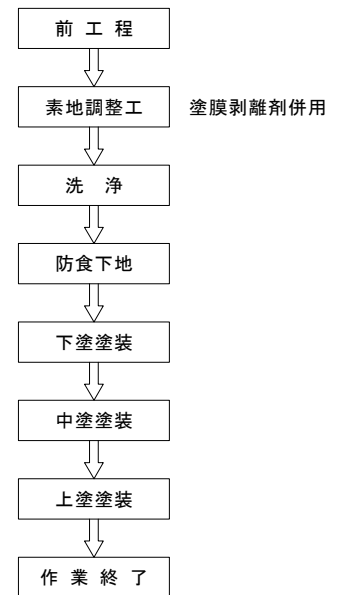 前 工 程
素地調整工　塗膜剥離剤併用
洗　浄
防食下地
下塗塗装
中塗塗装
上塗塗装
作 業 終 了